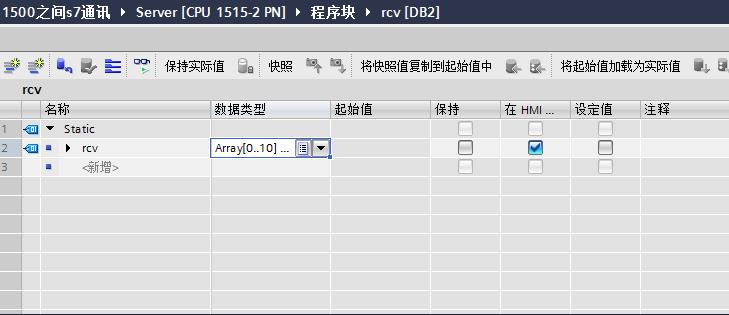 1500之间s7通讯 ▸ Server [CPU 1515-2 PN] ▸ 程序块 ▸ rcv [DB2]
保持实际值 快照 将快照值复制到起始值中 将起始值加载为实际值
rcv
名称 数据类型 起始值 保持 在 HMI ... 设定值 注释
1 Static
2 rcv Array[0..10] ...
3 <新增>